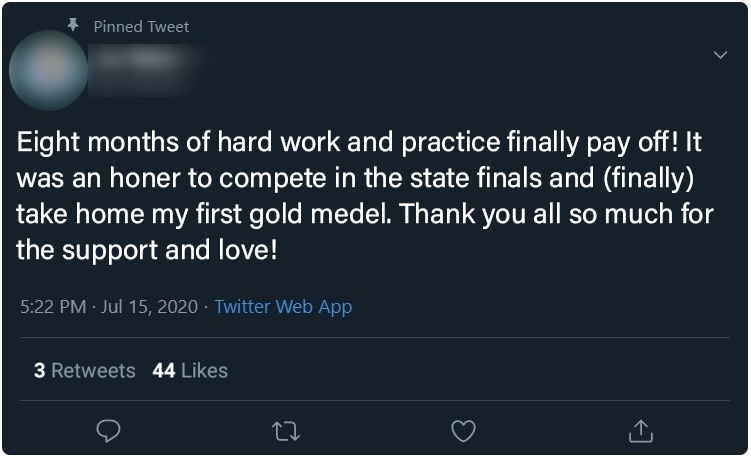 Pinned Tweet
Eight months of hard work and practice finally pay off! It
was an honer to compete in the state finals and (finally)
take home my first gold medel. Thank you all so much for
the support and love!
5:22 PM · Jul 15, 2020 · Twitter Web App
3 Retweets 44 Likes